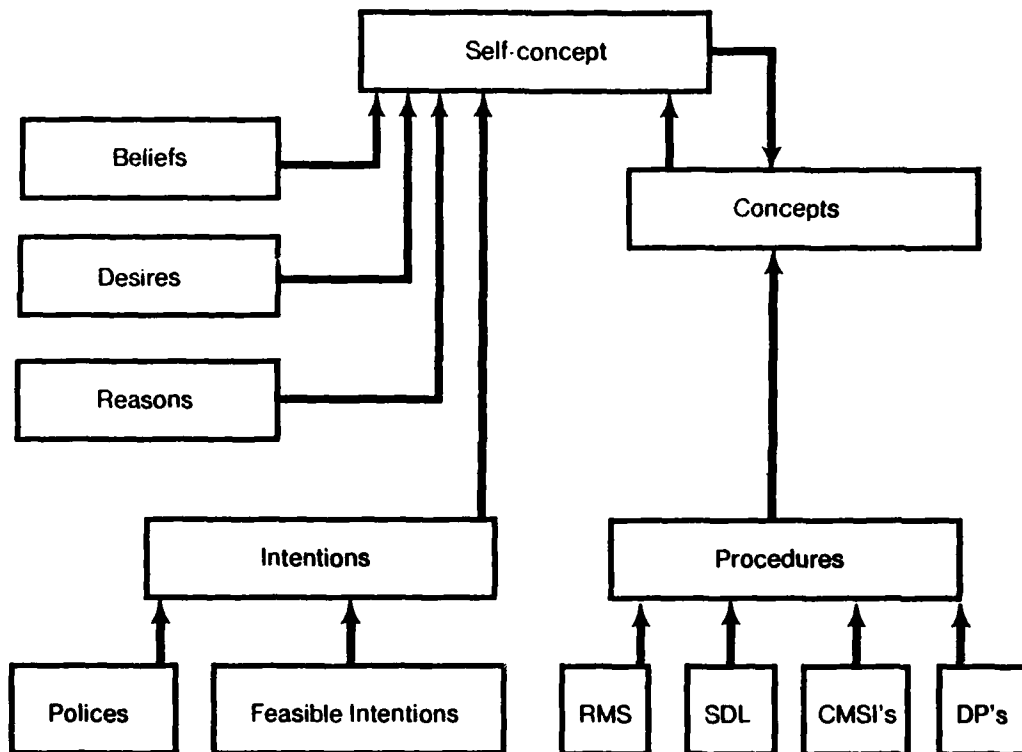 Self-concept
Beliefs
Concepts
Desires
Reasons
Intentions
Procedures
Polices
Feasible Intentions
RMS
SDL
CMSI's
DP's